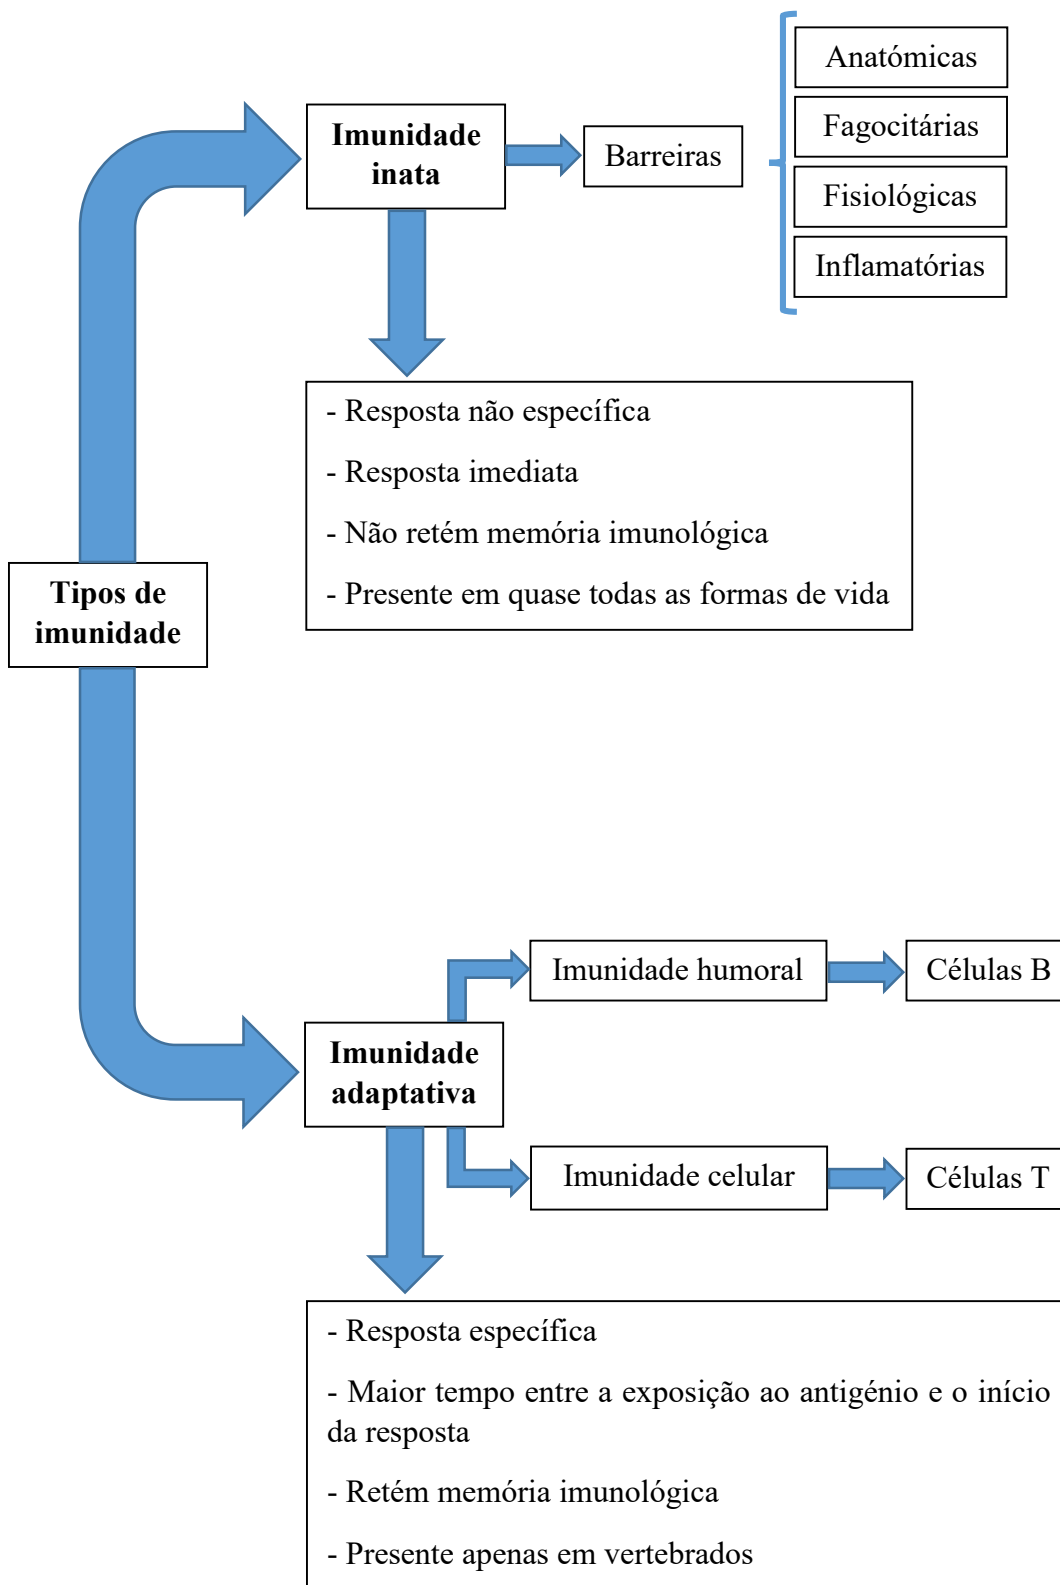 Anatómicas
Imunidade
inata
Barreiras
Fagocitárias
Fisiológicas
Inflamatórias
- Resposta não específica
- Resposta imediata
- Não retém memória imunológica
- Presente em quase todas as formas de vida
Tipos de
imunidade
Imunidade humoral
Células B
Imunidade
adaptativa
Imunidade celular
Células T
- Resposta específica
- Maior tempo entre a exposição ao antigénio e o início
da resposta
- Retém memória imunológica
- Presente apenas em vertebrados